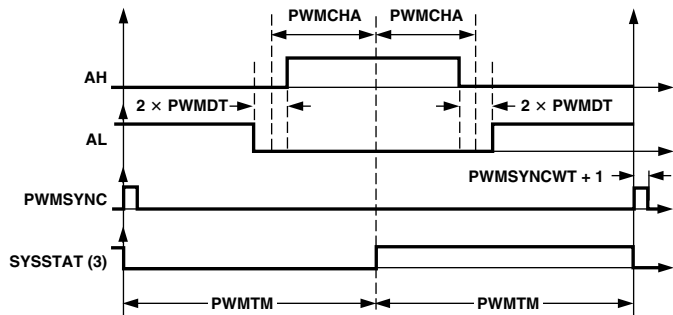 PWMCHA PWMCHA
AH
2 × PWMDT 2 × PWMDT
AL
PWMSYNCWT + 1
PWMSYNC
SYSSTAT (3)
PWMTM PWMTM